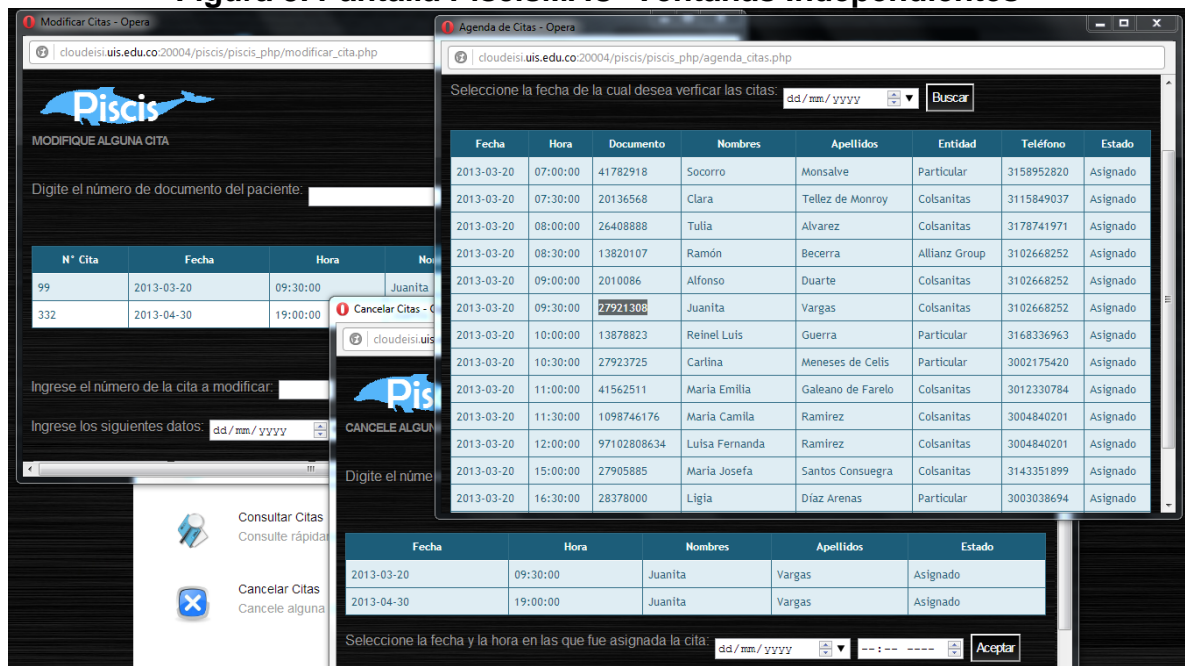 Modificar Citas - Opera
cloudeisi.uis.edu.co:20004/piscis/piscis_php/modificar_cita.php
Piscis
MODIFIQUE ALGUNA CITA
Digite el número de documento del paciente:
N° Cita Fecha Hora
99 2013-03-20 09:30:00 Juanita
332 2013-04-30 19:00:00
Ingrese el número de la cita a modificar:
Ingrese los siguientes datos: dd/mm/yyyy
Agenda de Citas - Opera
cloudeisi.uis.edu.co:20004/piscis/piscis_php/agenda_citas.php
Seleccione la fecha de la cual desea verficar las citas: dd/mm/yyyy Buscar
Fecha Hora Documento Nombres Apellidos Entidad Teléfono Estado
2013-03-20 07:00:00 41782918 Socorro Monsalve Particular 3158952820 Asignado
2013-03-20 07:30:00 20136568 Clara Tellez de Monroy Colsanitas 3115849037 Asignado
2013-03-20 08:00:00 26408888 Tulia Alvarez Colsanitas 3178741971 Asignado
2013-03-20 08:30:00 13820107 Ramón Becerra Allianz Group 3102668252 Asignado
2013-03-20 09:00:00 2010086 Alfonso Duarte Colsanitas 3102668252 Asignado
2013-03-20 09:30:00 27921308 Juanita Vargas Colsanitas 3102668252 Asignado
2013-03-20 10:00:00 13878823 Reinel Luis Guerra Particular 3168336963 Asignado
2013-03-20 10:30:00 27923725 Carlina Meneses de Celis Particular 3002175420 Asignado
2013-03-20 11:00:00 41562511 Maria Emilia Galeano de Farelo Colsanitas 3012330784 Asignado
2013-03-20 11:30:00 1098746176 Maria Camila Ramirez Colsanitas 3004840201 Asignado
2013-03-20 12:00:00 97102808634 Luisa Fernanda Ramirez Colsanitas 3004840201 Asignado
2013-03-20 15:00:00 27905885 Maria Josefa Santos Consuegra Colsanitas 3143351899 Asignado
2013-03-20 16:30:00 28378000 Ligia Díaz Arenas Particular 3003038694 Asignado
Cancelar Citas -
cloudeisi.uis
Pis
CANCELE ALGUN
Digite el núme
Fecha Hora Nombres Apellidos Estado
2013-03-20 09:30:00 Juanita Vargas Asignado
2013-04-30 19:00:00 Juanita Vargas Asignado
Seleccione la fecha y la hora en las que fue asignada la cita: dd/mm/yyyy --:-- ---- Aceptar
Consultar Citas
Consulte rápida
Cancelar Citas
Cancele alguna